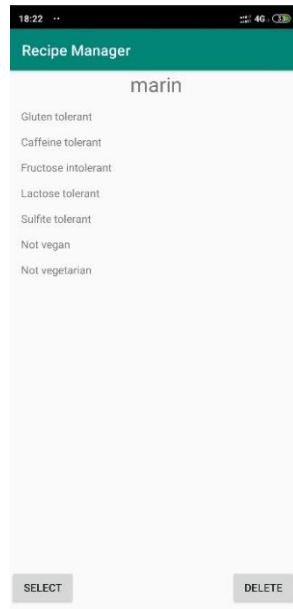 18:22 ·· 4G
Recipe Manager
marin
Gluten tolerant
Caffeine tolerant
Fructose intolerant
Lactose tolerant
Sulfite tolerant
Not vegan
Not vegetarian
SELECT DELETE